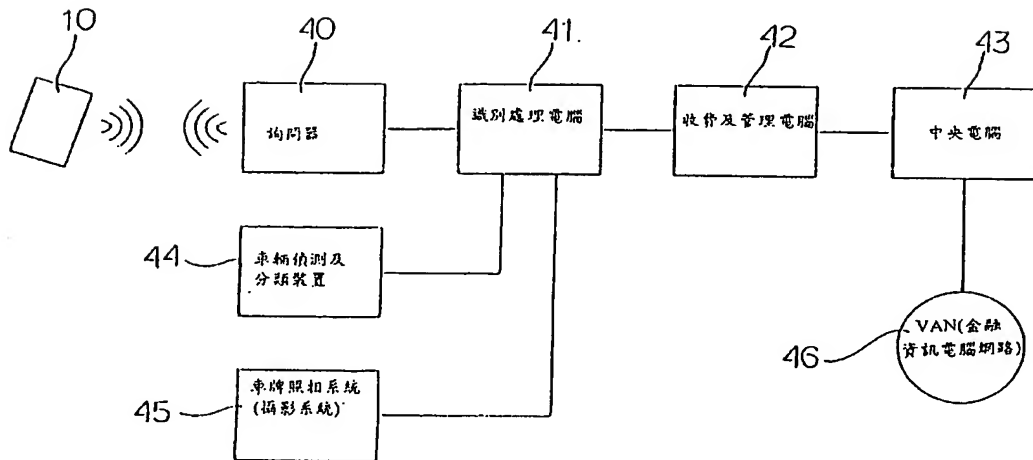 10
40
41
42
43
詢問器
識別處理電腦
收費及管理電腦
中央電腦
44
車輛偵測及
分類裝置
45
車牌照相系統
(攝影系統)
46
VAN(金融
資訊電腦網路)